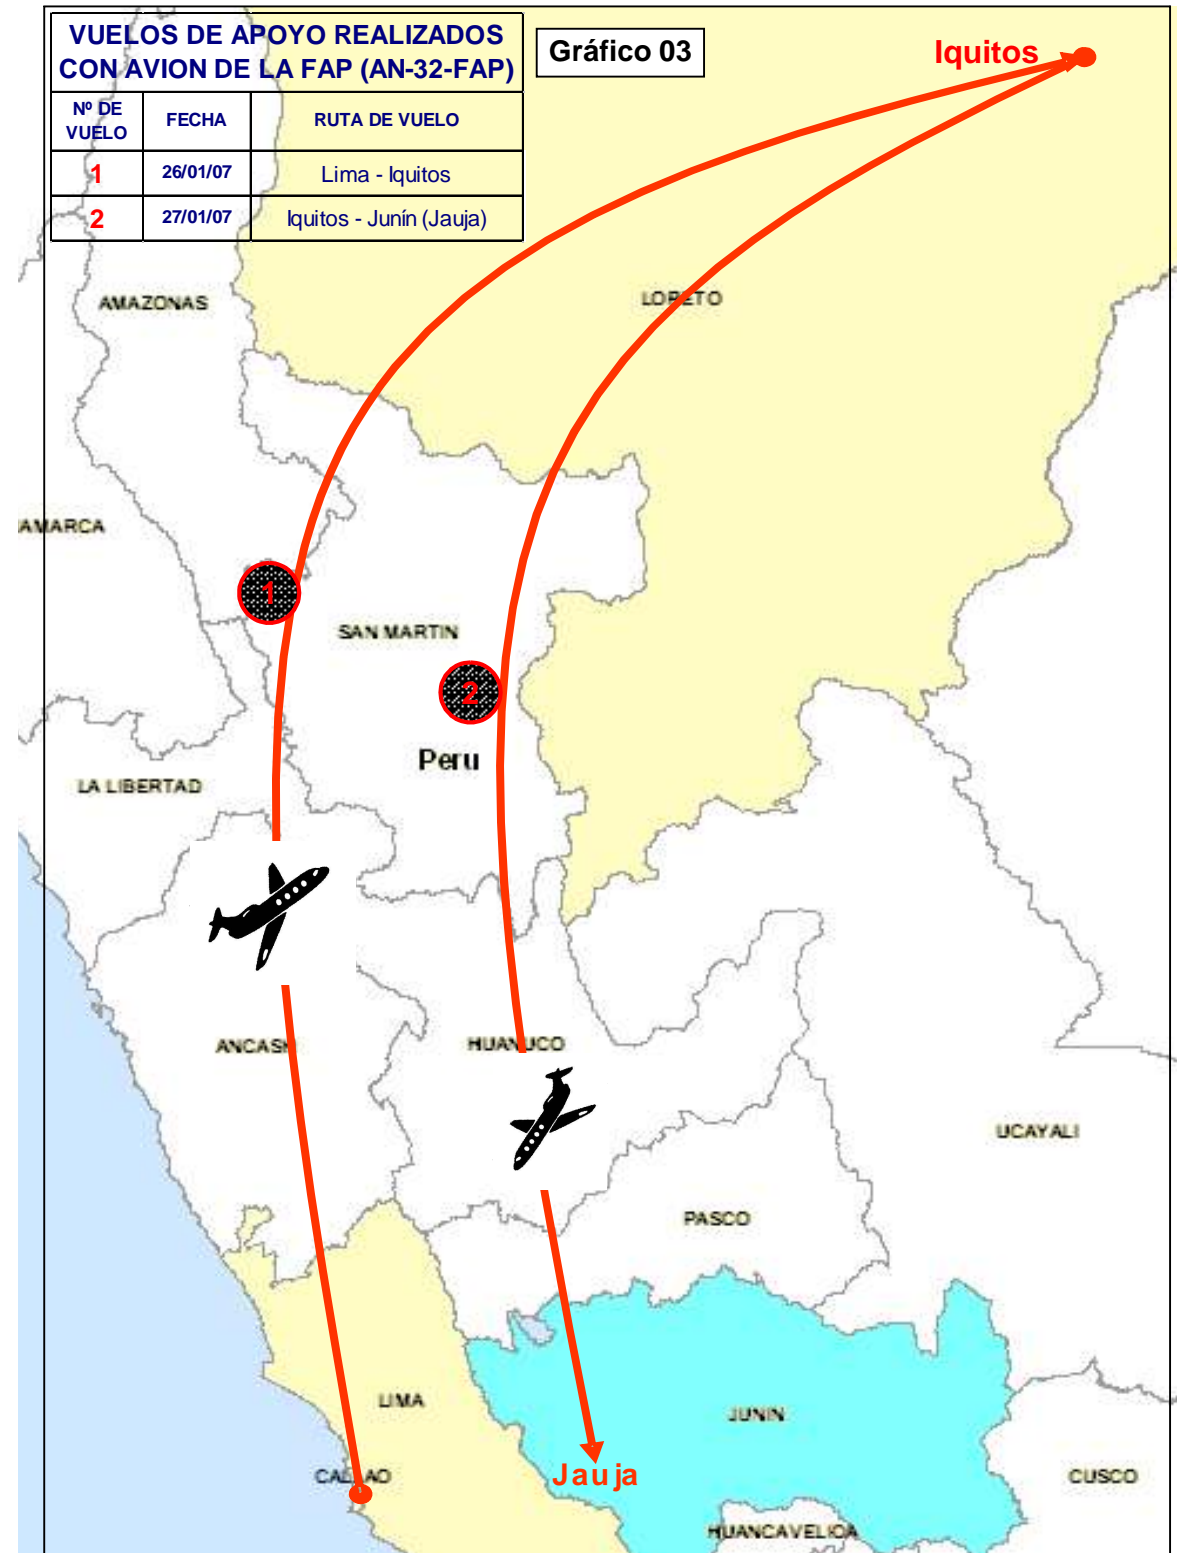 VUELOS DE APOYO REALIZADOS
CON AVION DE LA FAP (AN-32-FAP)
Nº DE VUELO FECHA RUTA DE VUELO
1 26/01/07 Lima - Iquitos
2 27/01/07 Iquitos - Junín (Jauja)
Gráfico 03
Iquitos
AMAZONAS
LORETO
AMARCA
1
SAN MARTIN
2
Peru
LA LIBERTAD
ANCASH
HUANUCO
UCAYALI
PASCO
LIMA
JUNIN
CALLAO
Jauja
CUSCO
HUANCAVELICA